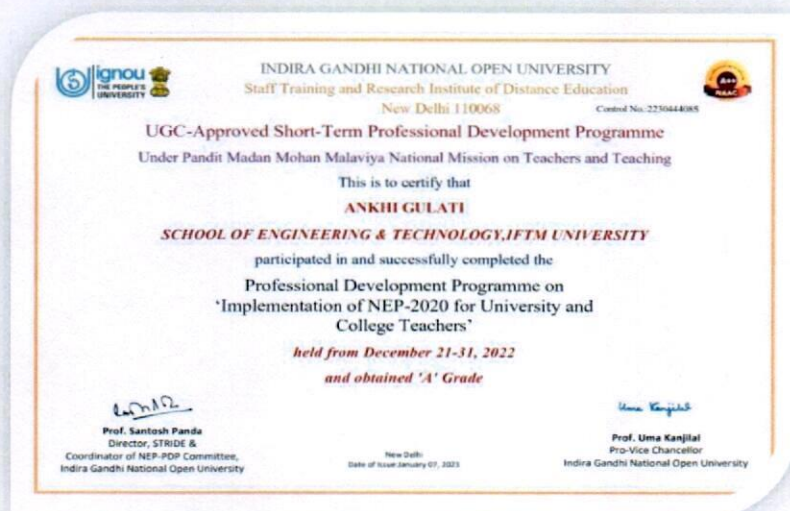 ignou
THE PEOPLE'S
UNIVERSITY
INDIRA GANDHI NATIONAL OPEN UNIVERSITY
Staff Training and Research Institute of Distance Education
New Delhi 110068
Control No. 2230444085
A++
NAAC
UGC-Approved Short-Term Professional Development Programme
Under Pandit Madan Mohan Malaviya National Mission on Teachers and Teaching
This is to certify that
ANKHI GULATI
SCHOOL OF ENGINEERING & TECHNOLOGY,IFTM UNIVERSITY
participated in and successfully completed the
Professional Development Programme on
'Implementation of NEP-2020 for University and
College Teachers'
held from December 21-31, 2022
and obtained 'A' Grade
Prof. Santosh Panda
Director, STRIDE &
Coordinator of NEP-PDP Committee,
Indira Gandhi National Open University
New Delhi
Date of Issue:January 07, 2023
Uma Kanjilal
Prof. Uma Kanjilal
Pro-Vice Chancellor
Indira Gandhi National Open University